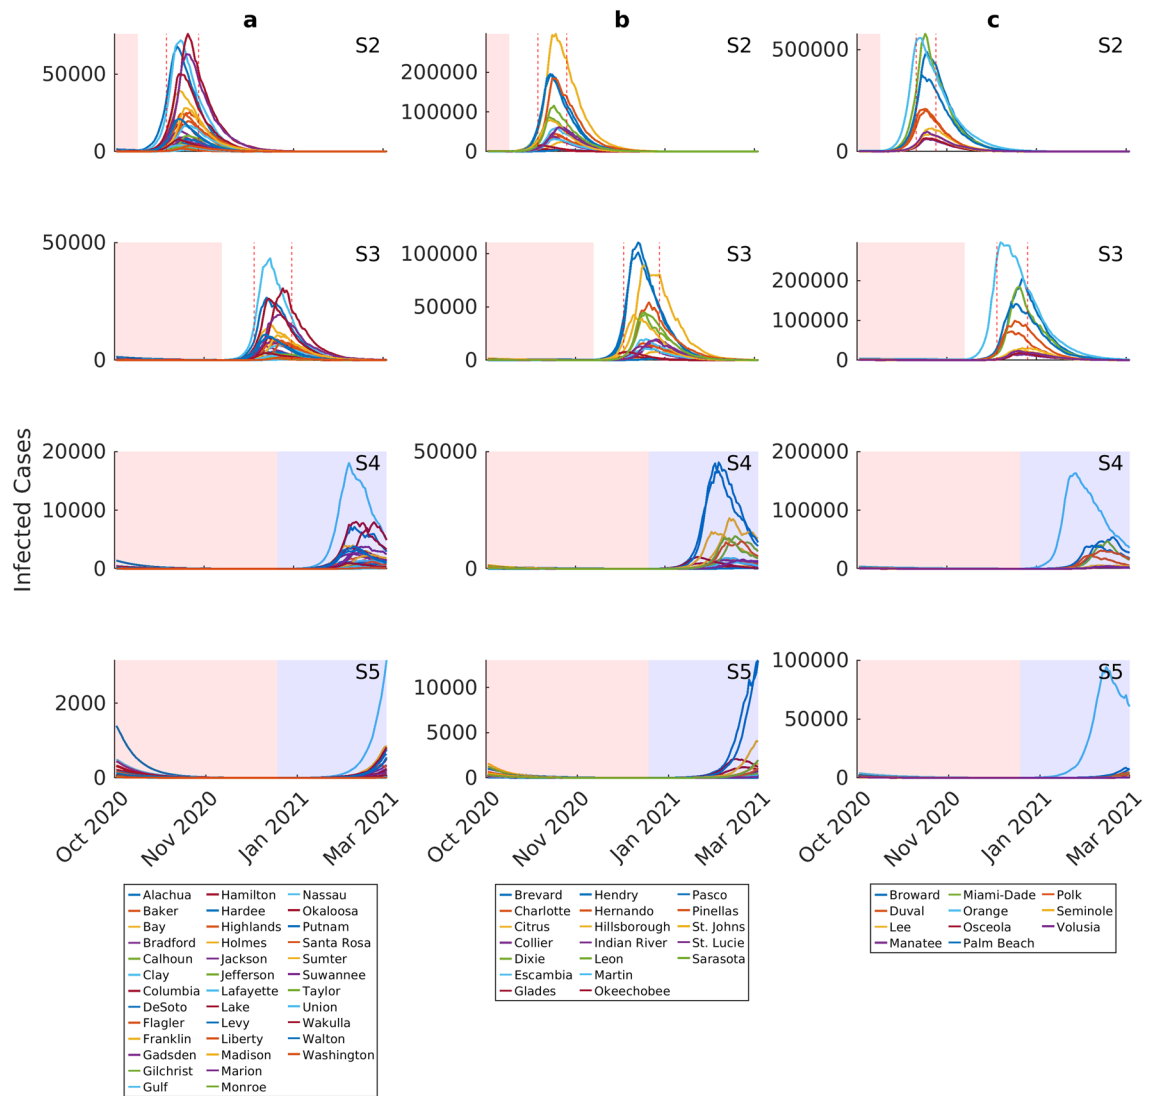 a b c
S2 S2 S2
50000
0
300000
200000
100000
0
500000
0
S3 S3 S3
50000
0
100000
50000
0
200000
100000
0
Infected Cases
S4 S4 S4
20000
10000
0
50000
0
200000
100000
0
S5 S5 S5
2000
0
10000
5000
0
100000
50000
0
Oct 2020 Nov 2020 Jan 2021 Mar 2021
Oct 2020 Nov 2020 Jan 2021 Mar 2021
Oct 2020 Nov 2020 Jan 2021 Mar 2021
Alachua Hamilton Nassau
Baker Hardee Okaloosa
Bay Highlands Putnam
Bradford Holmes Santa Rosa
Calhoun Jackson Sumter
Clay Jefferson Suwannee
Columbia Lafayette Taylor
DeSoto Lake Union
Flagler Levy Wakulla
Franklin Liberty Walton
Gadsden Madison Washington
Gilchrist Marion
Gulf Monroe
Brevard Hendry Pasco
Charlotte Hernando Pinellas
Citrus Hillsborough St. Johns
Collier Indian River St. Lucie
Dixie Leon Sarasota
Escambia Martin
Glades Okeechobee
Broward Miami-Dade Polk
Duval Orange Seminole
Lee Osceola Volusia
Manatee Palm Beach